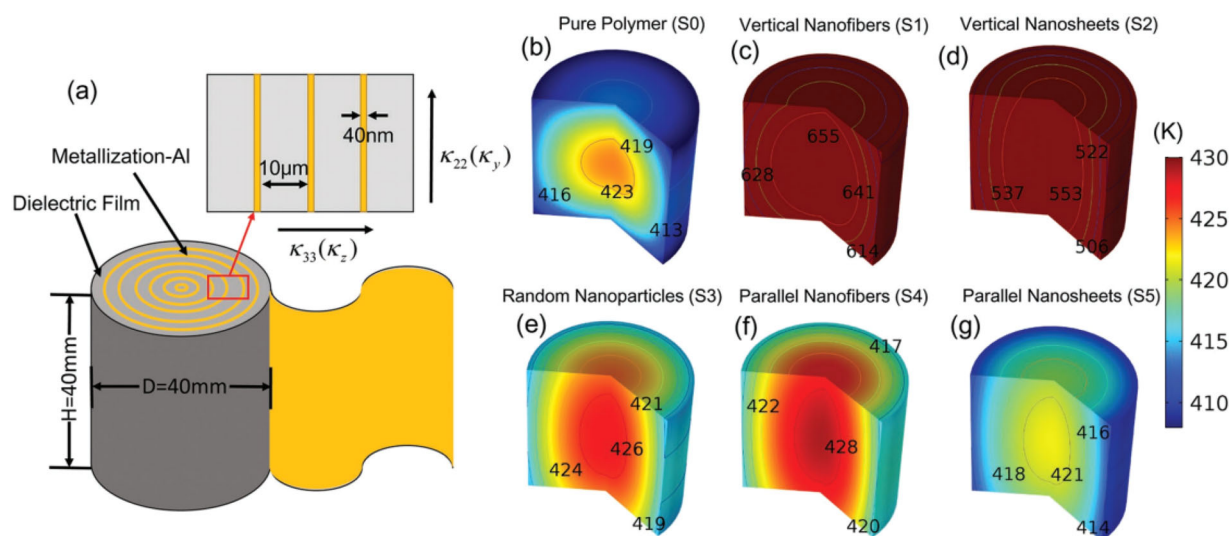 (a)
40nm
10μm
κ22(κy)
κ33(κz)
Metallization-Al
Dielectric Film
H=40mm
D=40mm
Pure Polymer (S0)
(b)
419
416
423
413
Vertical Nanofibers (S1)
(c)
655
628
641
614
Vertical Nanosheets (S2)
(d)
522
537
553
506
Random Nanoparticles (S3)
(e)
421
426
424
419
Parallel Nanofibers (S4)
(f)
417
422
428
420
Parallel Nanosheets (S5)
(g)
416
418
421
414
(K)
430
425
420
415
410